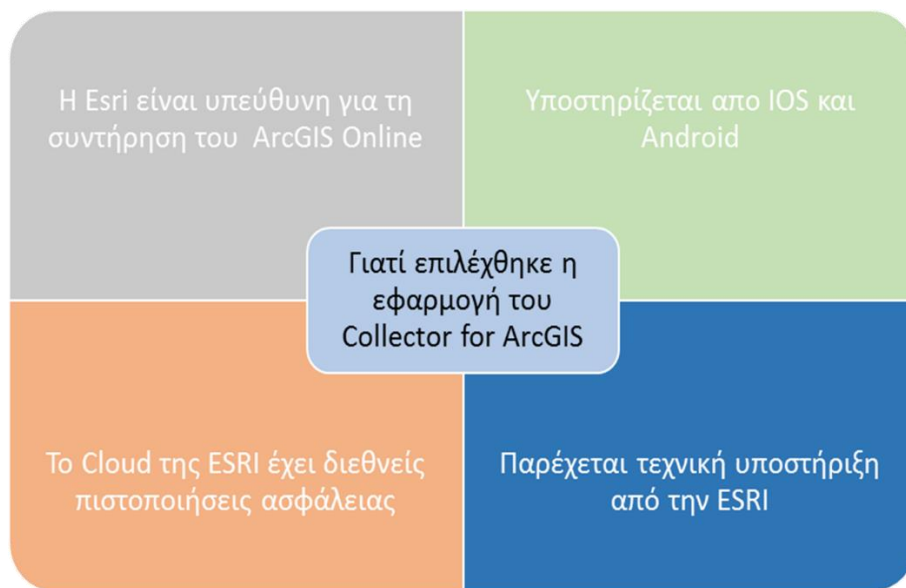 Η Esri είναι υπεύθυνη για τη
συντήρηση του  ArcGIS Online
Υποστηρίζεται απο IOS και
Android
Γιατί επιλέχθηκε η
εφαρμογή του
Collector for ArcGIS
Το Cloud της ESRI έχει διεθνείς
πιστοποιήσεις ασφάλειας
Παρέχεται τεχνική υποστήριξη
από την ESRI